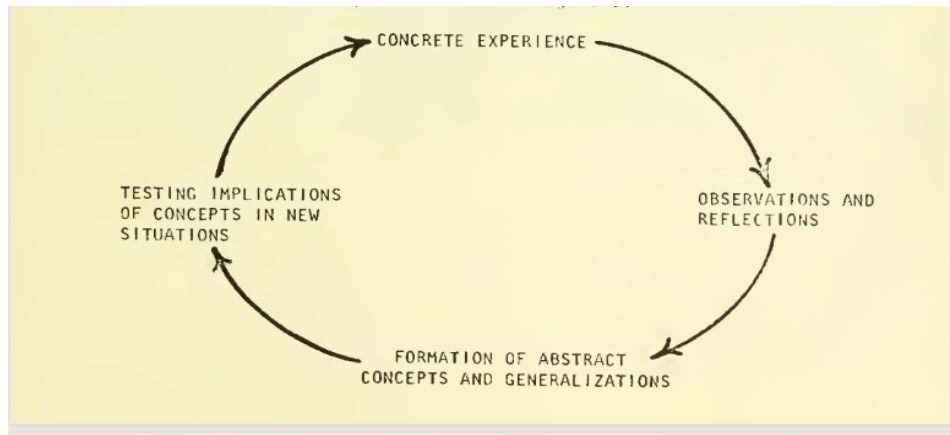 CONCRETE EXPERIENCE
TESTING IMPLICATIONS
OF CONCEPTS IN NEW
SITUATIONS
OBSERVATIONS AND
REFLECTIONS
FORMATION OF ABSTRACT
CONCEPTS AND GENERALIZATIONS